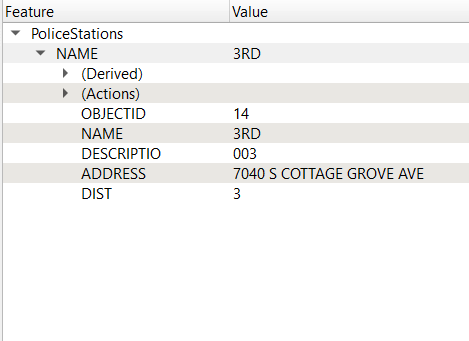 Feature Value
PoliceStations
NAME 3RD
(Derived)
(Actions)
OBJECTID 14
NAME 3RD
DESCRIPTIO 003
ADDRESS 7040 S COTTAGE GROVE AVE
DIST 3